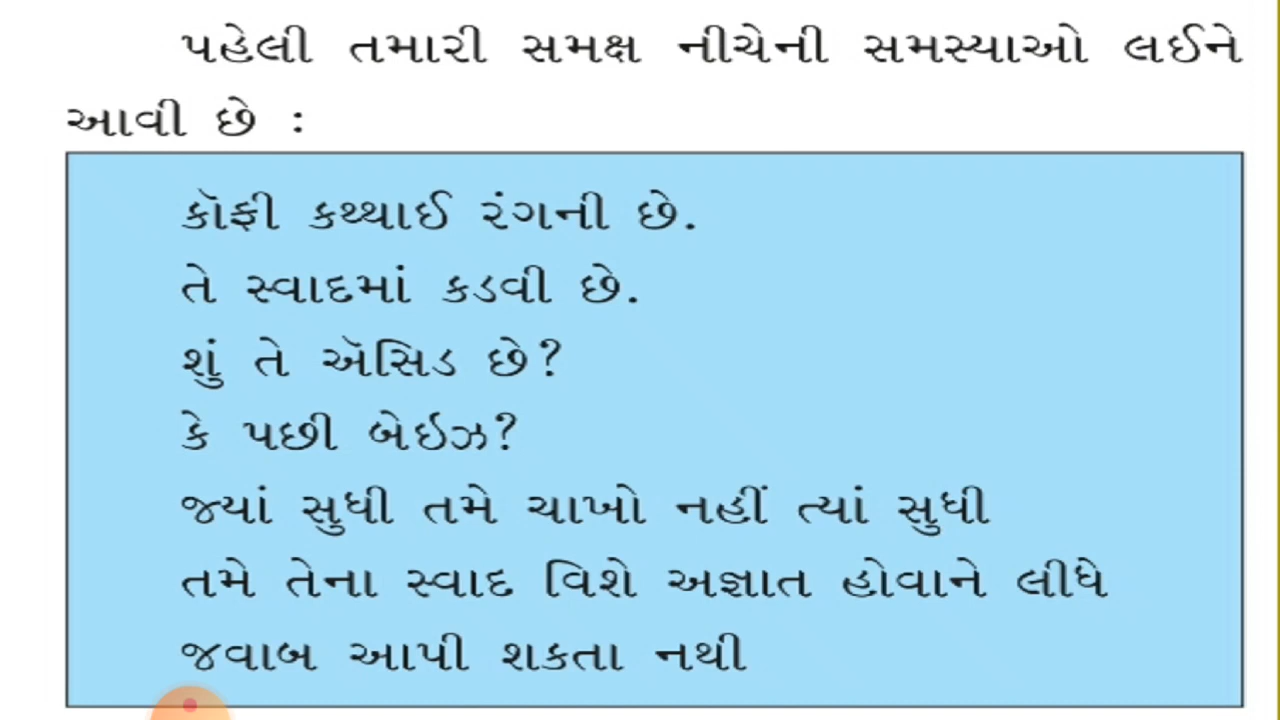 પહેલી તમારી સમક્ષ નીચેની સમસ્યાઓ લઈને
આવી છે :
કૉફી કથ્થાઈ રંગની છે.
તે સ્વાદમાં કડવી છે.
શું તે ઍસિડ છે?
કે પછી બેઇઝ?
જ્યાં સુધી તમે ચાખો નહીં ત્યાં સુધી
તમે તેના સ્વાદ વિશે અજ્ઞાત હોવાને લીધે
જવાબ આપી શકતા નથી